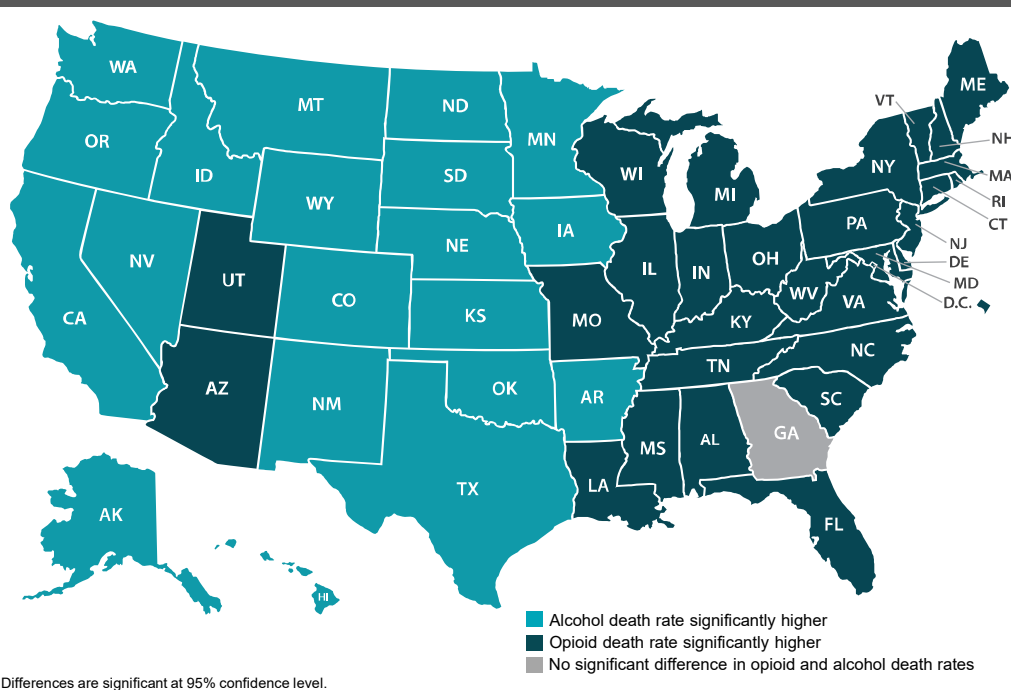 WA
MT
ND
MN
ME
VT
NH
OR
ID
SD
WI
MI
NY
MA
RI
CT
WY
IA
NE
PA
NJ
DE
MD
D.C.
NV
UT
CO
IL
IN
OH
WV
VA
CA
KS
MO
KY
NC
AZ
NM
OK
AR
TN
SC
MS
AL
GA
TX
LA
FL
AK
HI
Alcohol death rate significantly higher
Opioid death rate significantly higher
No significant difference in opioid and alcohol death rates
Differences are significant at 95% confidence level.